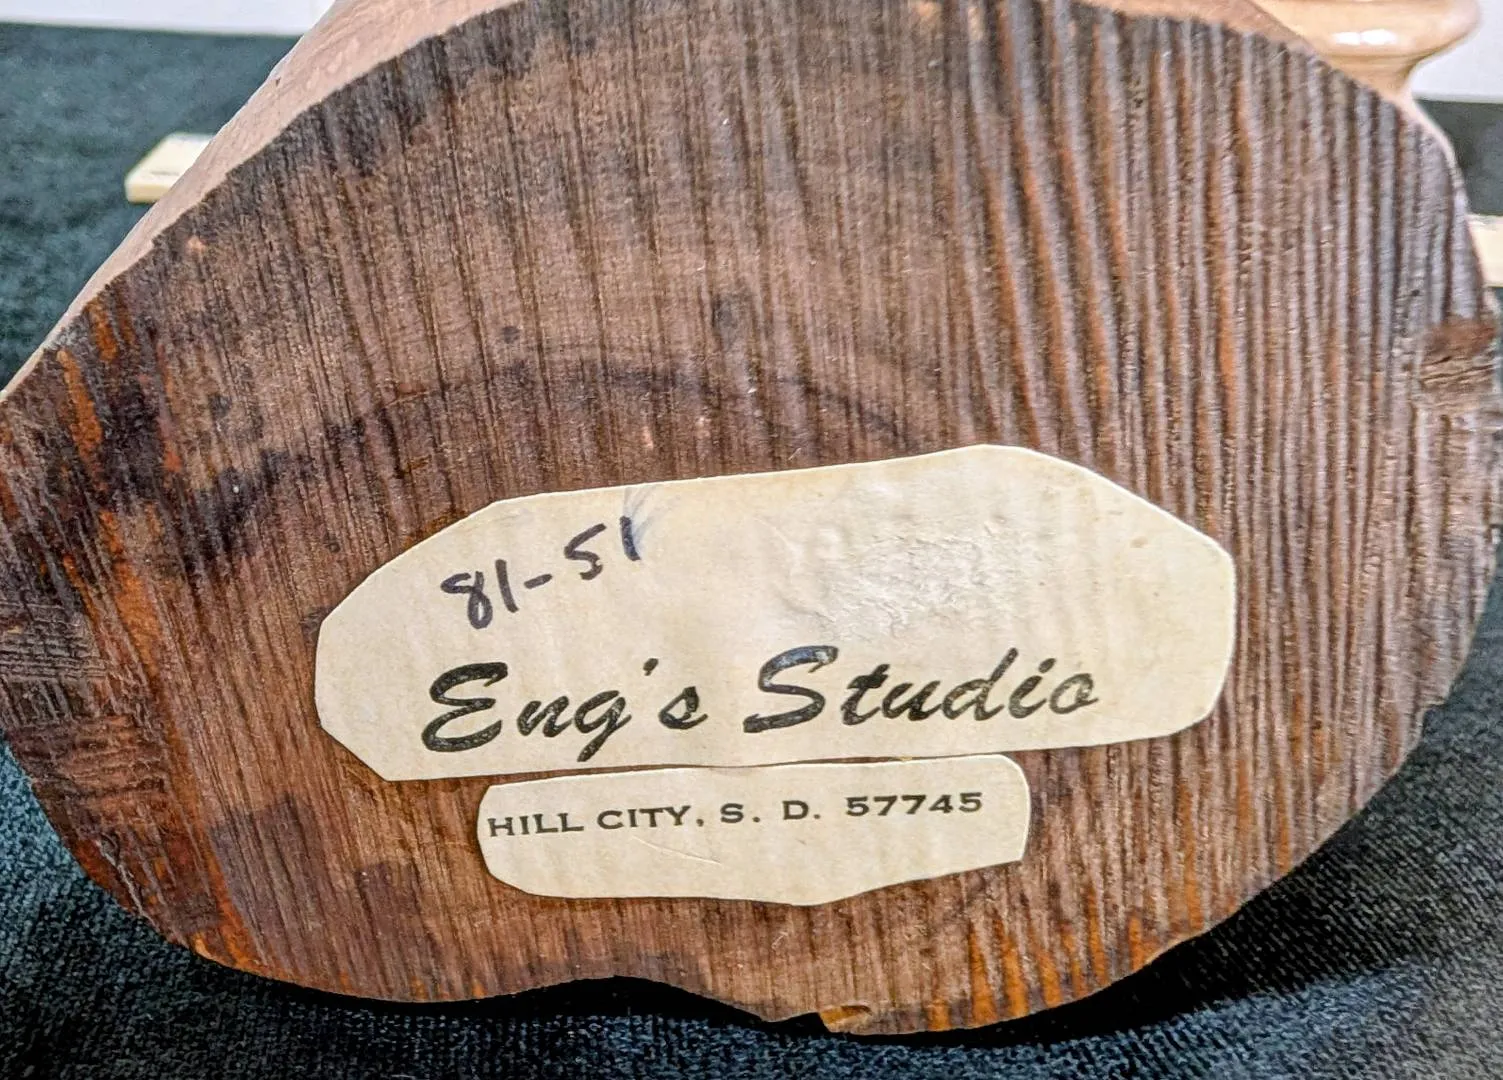 81-51
Eng's Studio
HILL CITY, S. D. 57745